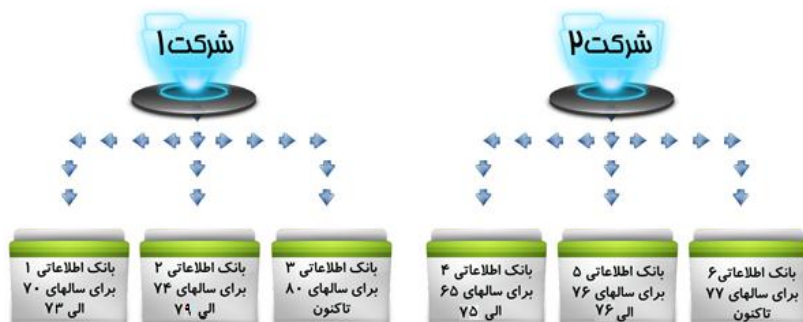 شرکت۱
شرکت۲
بانک اطلاعاتی ۱
برای سالهای ۷۰
الی ۷۳
بانک اطلاعاتی ۲
برای سالهای ۷۴
الی ۷۹
بانک اطلاعاتی ۳
برای سالهای ۸۰
تاکنون
بانک اطلاعاتی ۴
برای سالهای ۶۵
الی ۷۵
بانک اطلاعاتی ۵
برای سالهای ۷۶
الی ۷۶
بانک اطلاعاتی۶
برای سالهای ۷۷
تاکنون